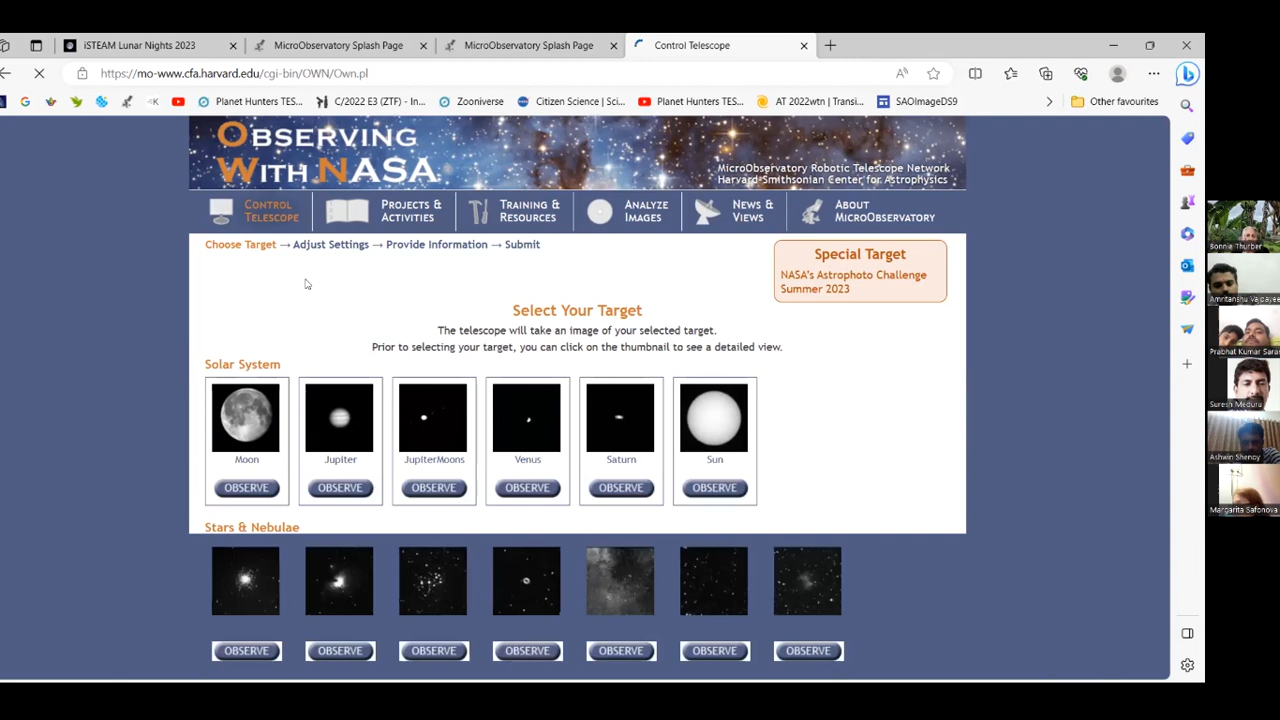 iSTEAM Lunar Nights 2023
MicroObservatory Splash Page
MicroObservatory Splash Page
Control Telescope
https://mo-www.cfa.harvard.edu/cgi-bin/OWN/Own.pl
Planet Hunters TES...
C/2022 E3 (ZTF) - In...
Zooniverse
Citizen Science | Sci...
Planet Hunters TES...
AT 2022wtn | Transi...
SAOImageDS9
Other favourites
OBSERVING
WITH NASA
MicroObservatory Robotic Telescope Network
Harvard-Smithsonian Center for Astrophysics
CONTROL
TELESCOPE
PROJECTS &
ACTIVITIES
TRAINING &
RESOURCES
ANALYZE
IMAGES
NEWS &
VIEWS
ABOUT
MICROOBSERVATORY
Choose Target → Adjust Settings → Provide Information → Submit
Special Target
NASA's Astrophoto Challenge
Summer 2023
Select Your Target
The telescope will take an image of your selected target.
Prior to selecting your target, you can click on the thumbnail to see a detailed view.
Solar System
Moon
Jupiter
JupiterMoons
Venus
Saturn
Sun
OBSERVE
OBSERVE
OBSERVE
OBSERVE
OBSERVE
OBSERVE
Stars & Nebulae
OBSERVE
OBSERVE
OBSERVE
OBSERVE
OBSERVE
OBSERVE
OBSERVE
Bonnie Thurber
Amritanshu Vajpayee
Prabhat Kumar Saras
Suresh Meduru
Ashwin Shenoy
Margarita Safonova